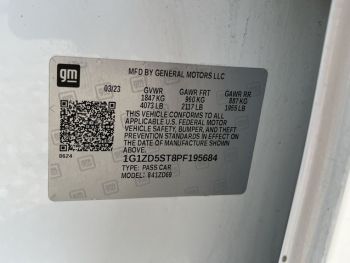 gm
MFD BY GENERAL MOTORS LLC
03/23 GVWR GAWR FRT GAWR RR
1847 KG 960 KG 887 KG
4073 LB 2117 LB 1955 LB
THIS VEHICLE CONFORMS TO ALL
APPLICABLE U.S. FEDERAL MOTOR
VEHICLE SAFETY, BUMPER, AND THEFT
PREVENTION STANDARDS IN EFFECT ON THE
DATE OF MANUFACTURE SHOWN ABOVE.
0624
1G1ZD5ST8PF195684
TYPE: PASS CAR
MODEL: 841ZD69